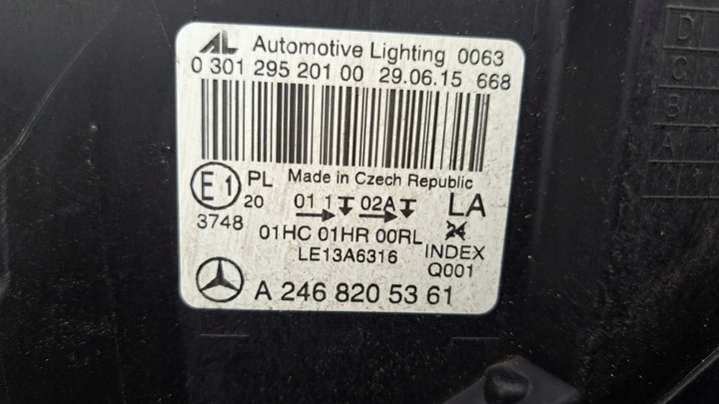 AL Automotive Lighting 0063
0 301 295 201 00 29.06.15 668
Made in Czech Republic
E1 PL
20
01 1 02A LA
3748
24
01HC 01HR 00RL
INDEX
LE13A6316
Q001
A 246 820 53 61
D
C
B
A